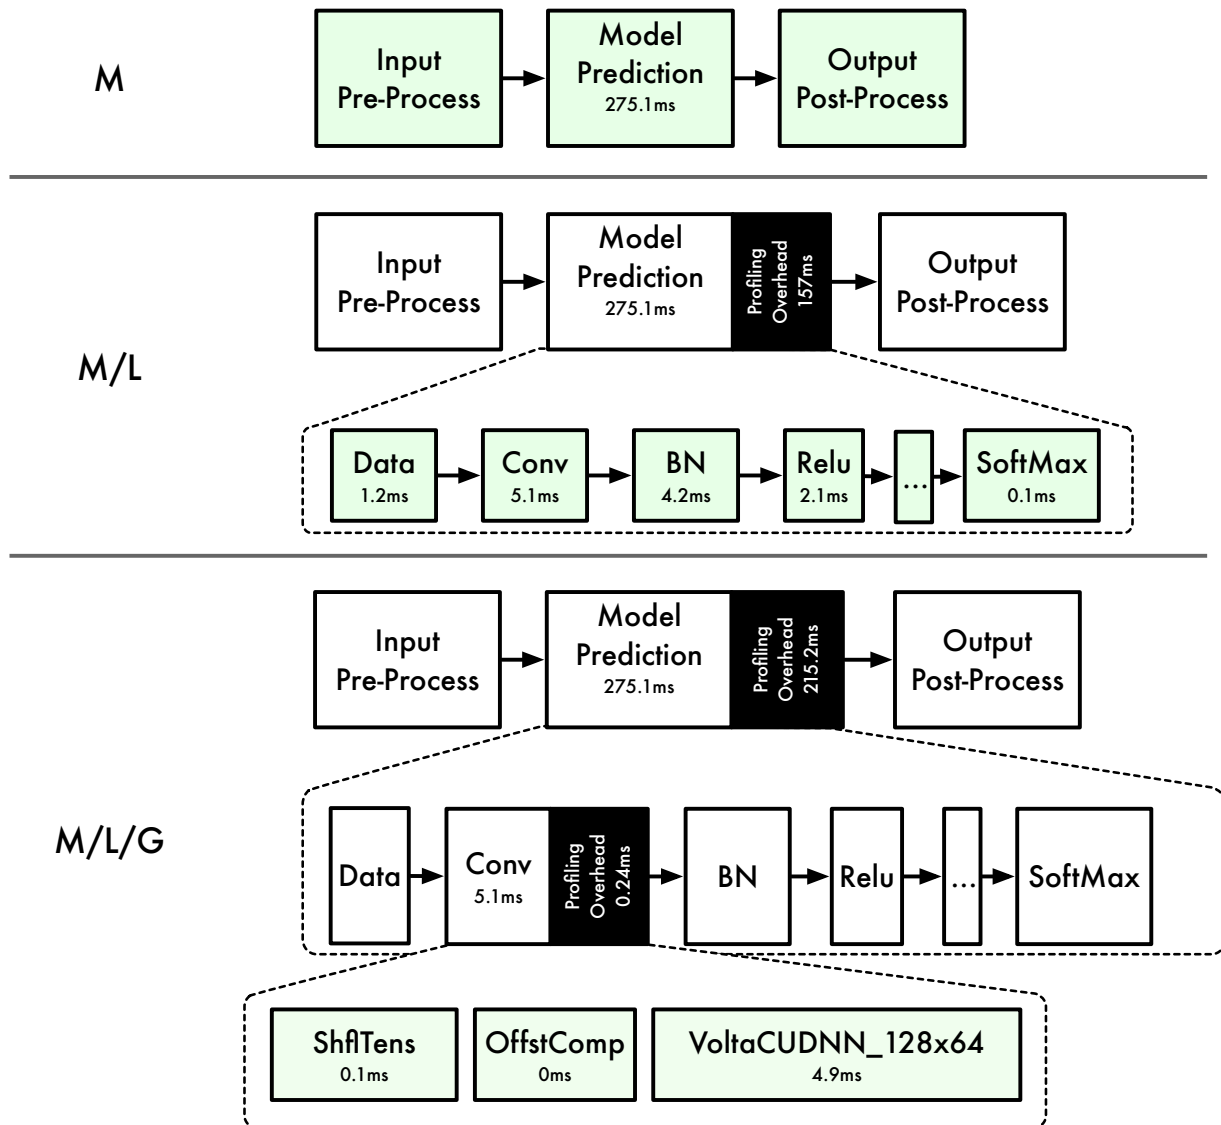 M
Input
Pre-Process
Model
Prediction
275.1ms
Output
Post-Process
M/L
Input
Pre-Process
Model
Prediction
275.1ms
Profiling
Overhead
157ms
Output
Post-Process
Data
1.2ms
Conv
5.1ms
BN
4.2ms
Relu
2.1ms
...
SoftMax
0.1ms
M/L/G
Input
Pre-Process
Model
Prediction
275.1ms
Profiling
Overhead
215.2ms
Output
Post-Process
Data
Conv
5.1ms
Profiling
Overhead
0.24ms
BN
Relu
...
SoftMax
ShflTens
0.1ms
OffstComp
0ms
VoltaCUDNN_128x64
4.9ms